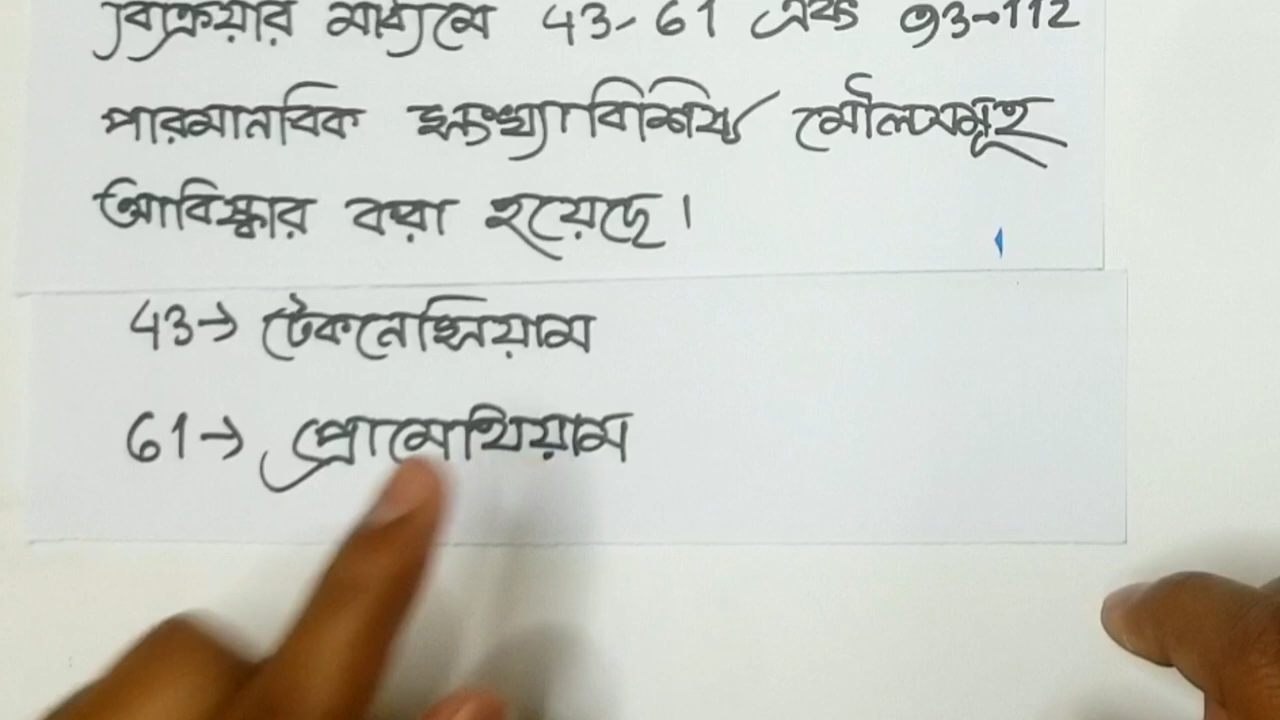 বিক্রিয়ার মাধ্যমে 43-61 এবং 93-112
পারমানবিক সংখ্যাবিশিষ্ট মৌলসমূহ
আবিস্কার করা হয়েছে।
43→ টেকনেসিয়াম
61→ প্রোমেথিয়াম